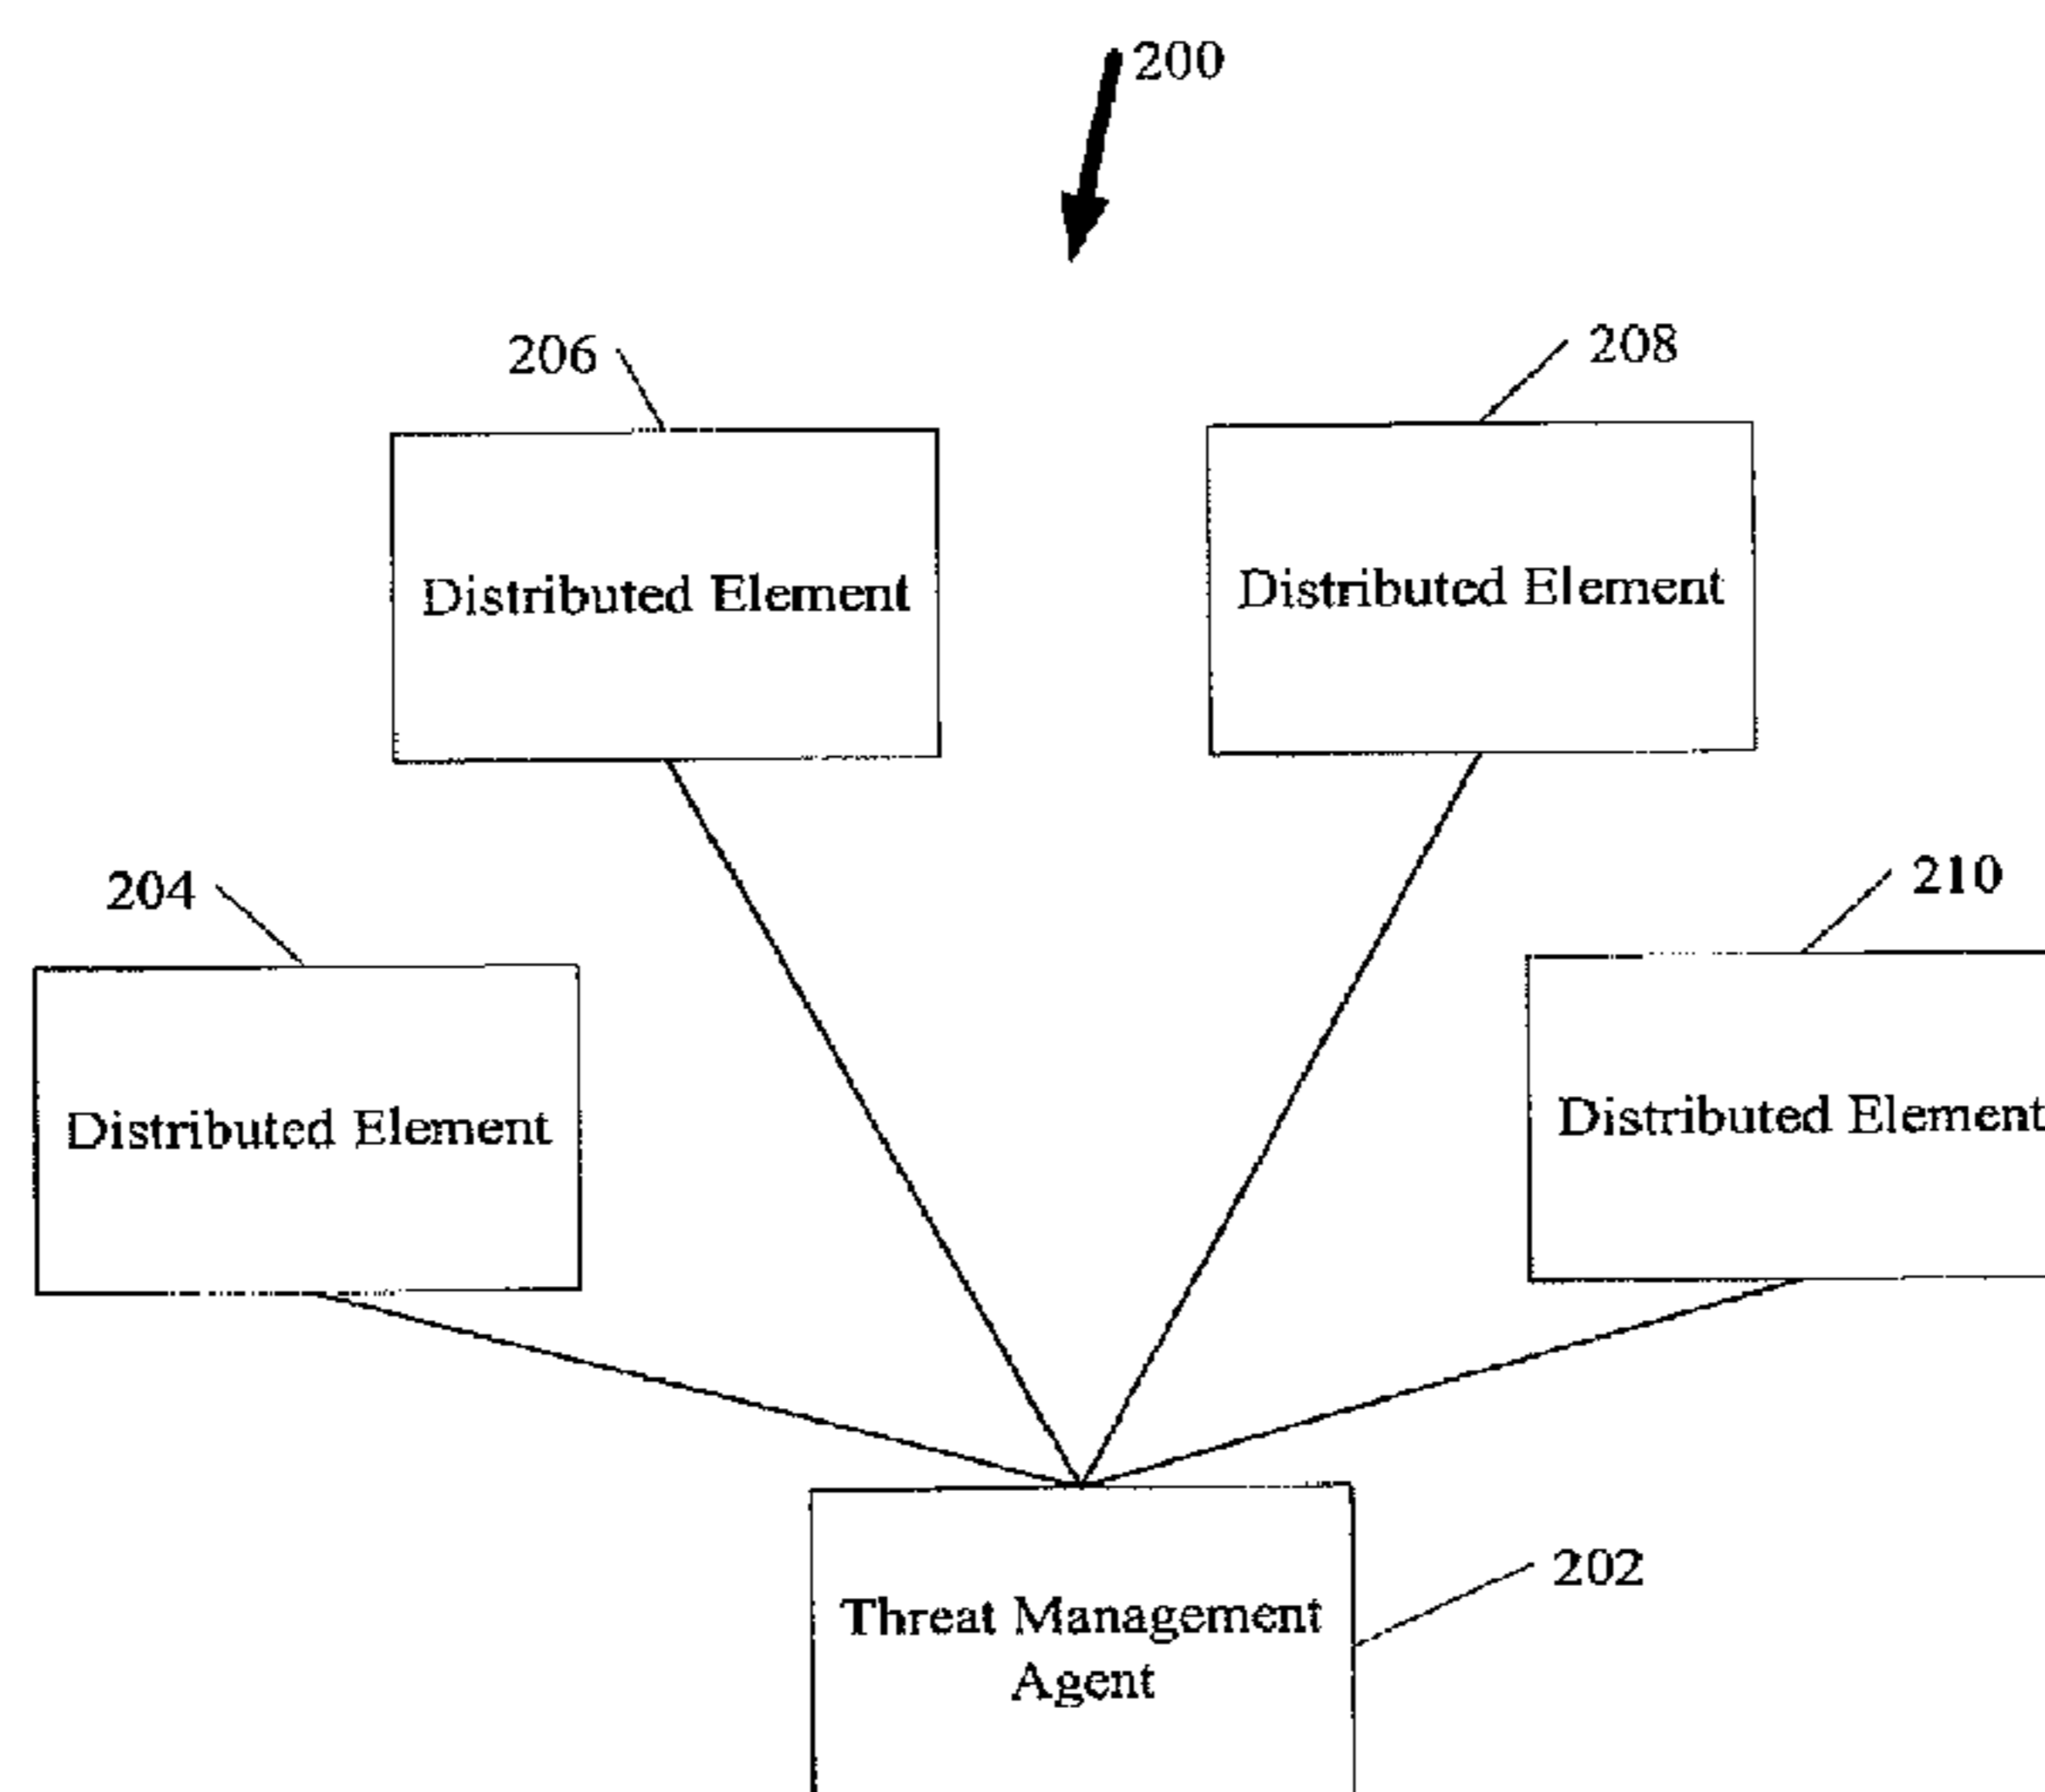 200
206
208
Distributed Element
Distributed Element
204
210
Distributed Element
Distributed Element
202
Threat Management
Agent